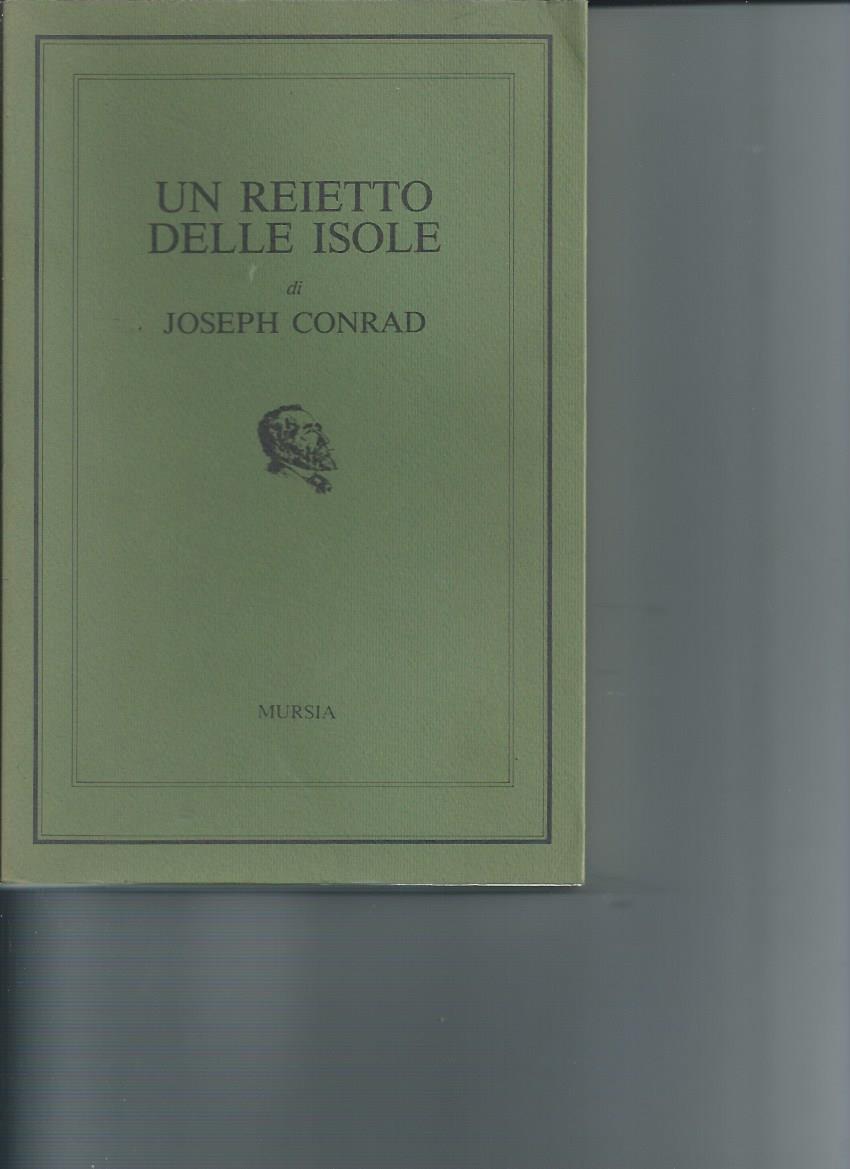 UN REIETTO
DELLE ISOLE
di
JOSEPH CONRAD
MURSIA